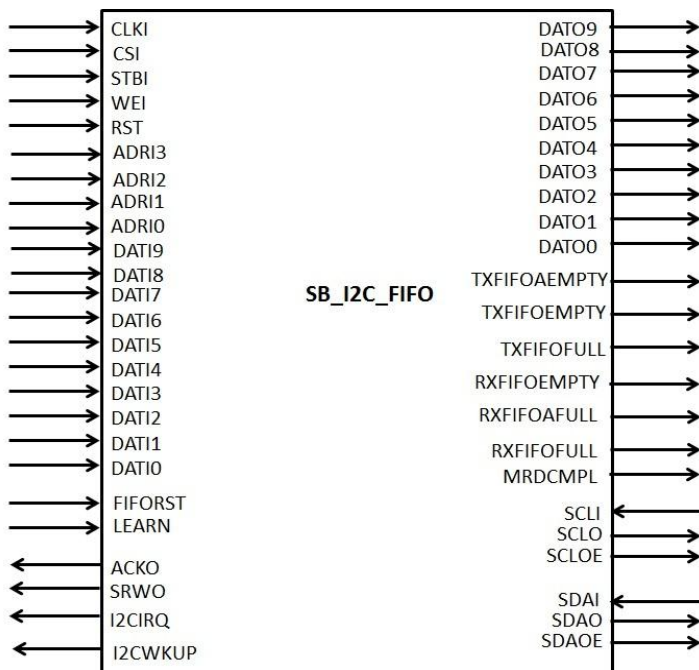 CLKI
CSI
STBI
WEI
RST
ADRI3
ADRI2
ADRI1
ADRI0
DATI9
DATI8
DATI7
DATI6
DATI5
DATI4
DATI3
DATI2
DATI1
DATI0
FIFORST
LEARN
ACKO
SRWO
I2CIRQ
I2CWKUP
SB_I2C_FIFO
DATO9
DATO8
DATO7
DATO6
DATO5
DATO4
DATO3
DATO2
DATO1
DATO0
TXFIFOAEMPTY
TXFIFOEMPTY
TXFIFOFULL
RXFIFOEMPTY
RXFIFOAFULL
RXFIFOFULL
MRDCMPL
SCLI
SCLO
SCLOE
SDAI
SDAO
SDAOE